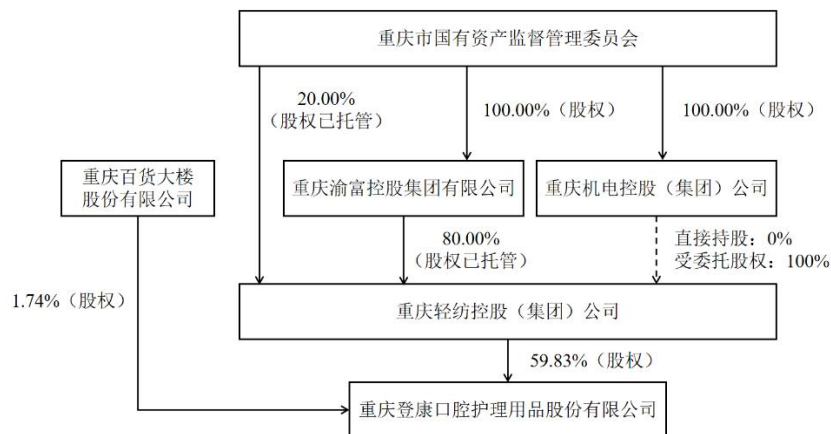 重庆市国有资产监督管理委员会
20.00%
（股权已托管）
100.00%（股权）
100.00%（股权）
重庆百货大楼
股份有限公司
重庆渝富控股集团有限公司
重庆机电控股（集团）公司
80.00%
（股权已托管）
直接持股：0%
受委托股权：100%
1.74%（股权）
重庆轻纺控股（集团）公司
59.83%（股权）
重庆登康口腔护理用品股份有限公司